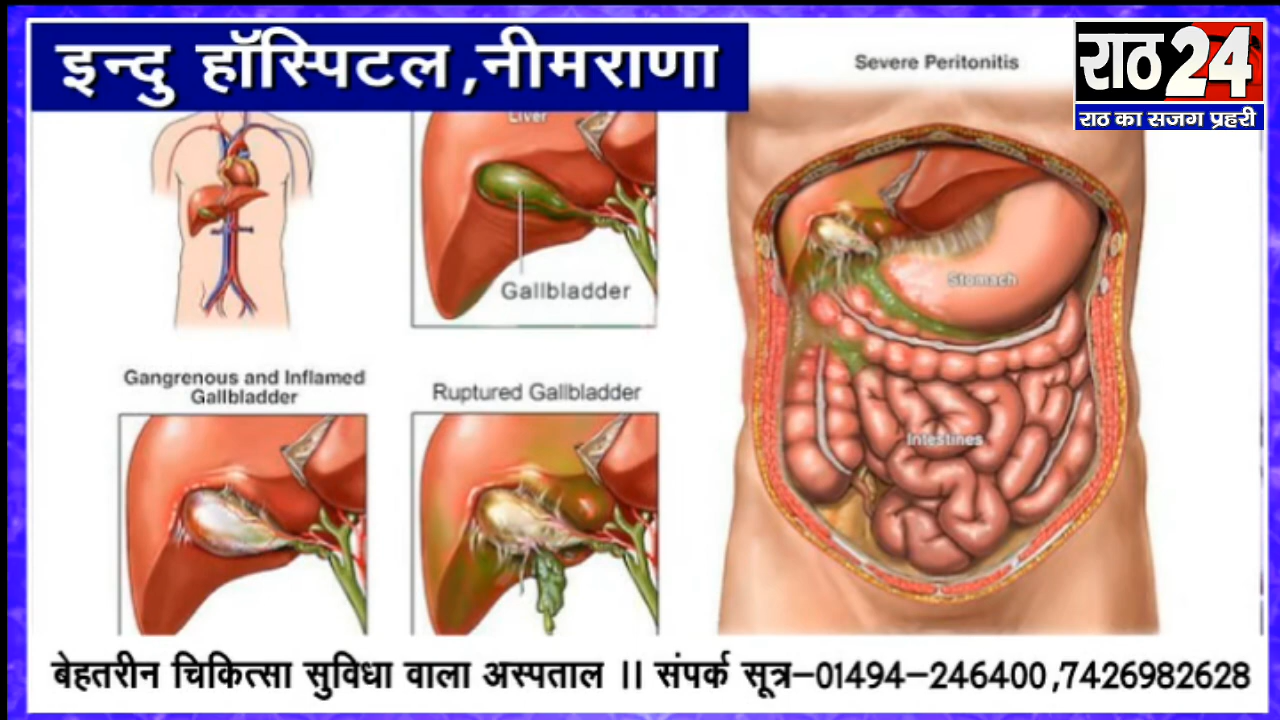 इन्दु हॉस्पिटल,नीमराणा
Severe Peritonitis
राठ24
राठ का सजग प्रहरी
Liver
Gallbladder
Stomach
Gangrenous and Inflamed
Gallbladder
Ruptured Gallbladder
Intestines
बेहतरीन चिकित्सा सुविधा वाला अस्पताल ।। संपर्क सूत्र–01494–246400,7426982628